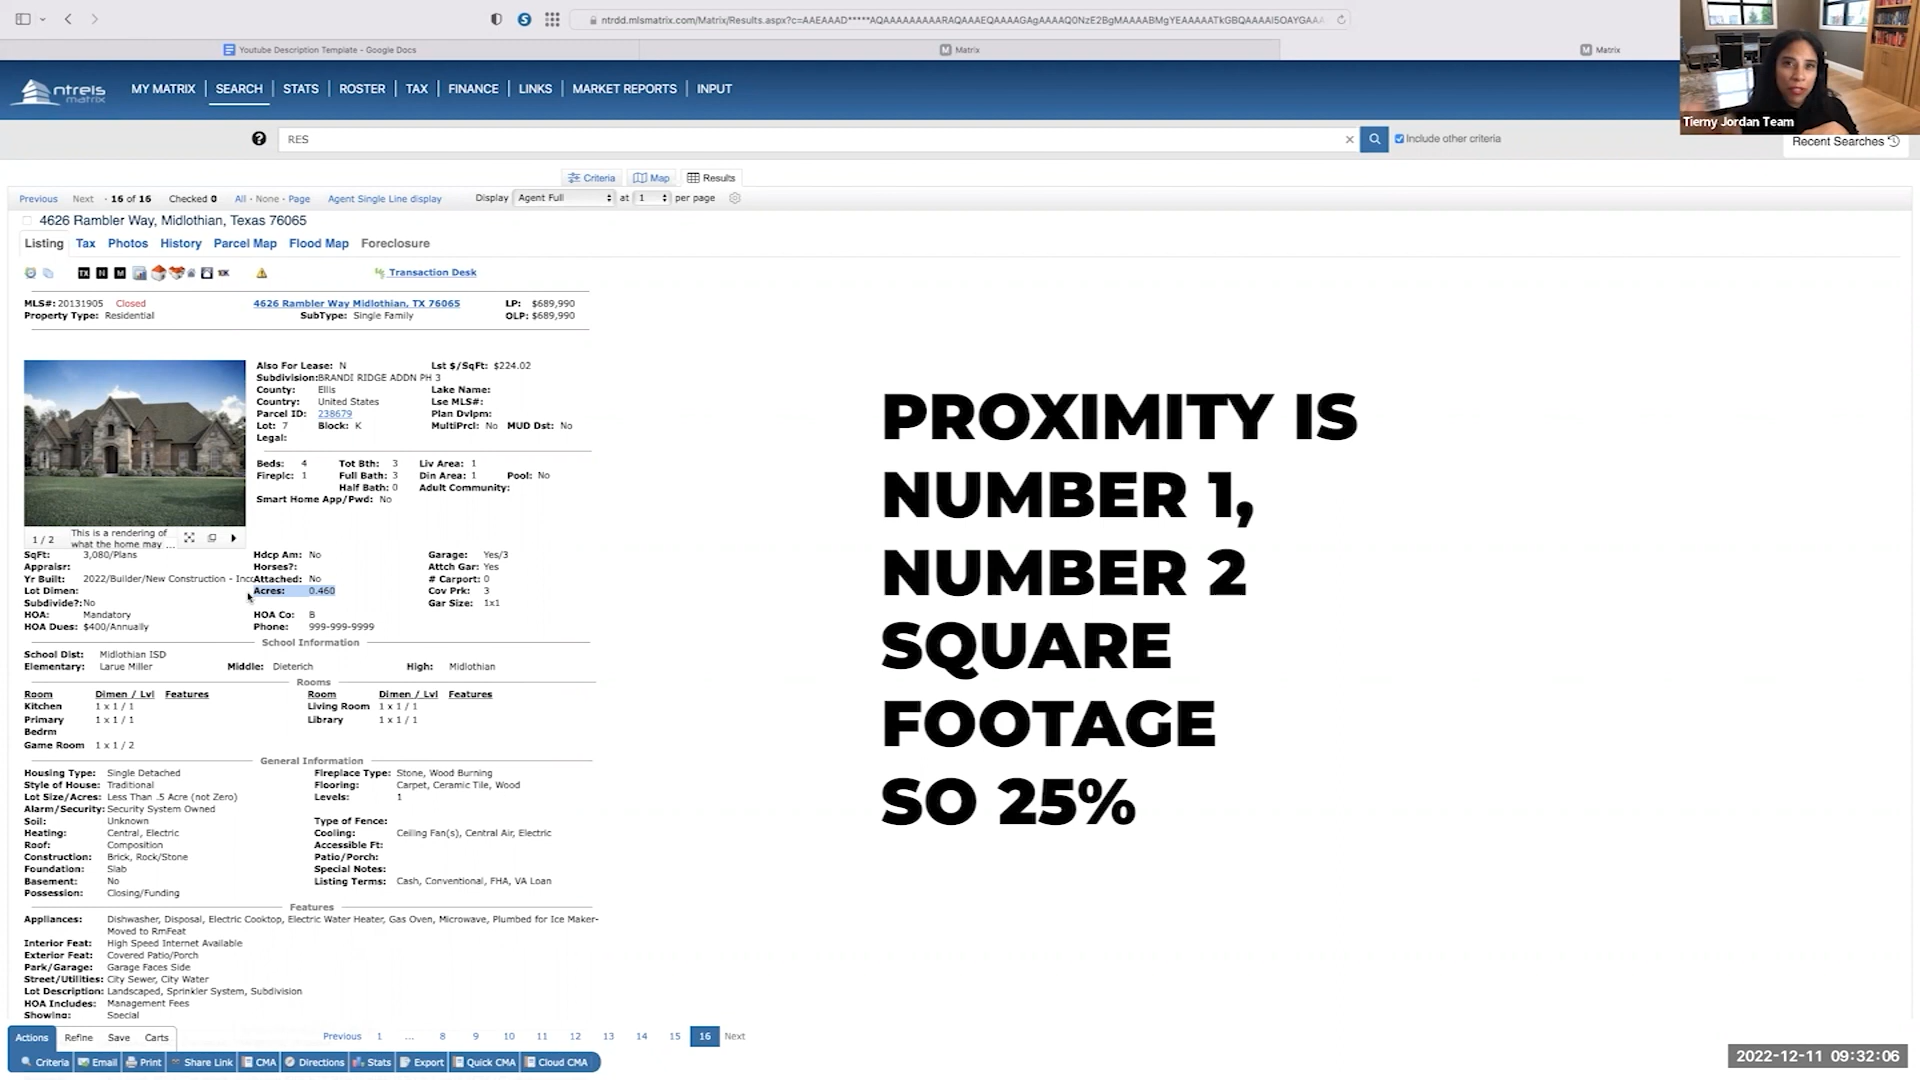 ntrdd.mlsmatrix.com/Matrix/Results.aspx?c=AAEAAAD*****AQAAAAAAAAARAQAAAEQAAAAGAgAAAAQ0NzE2BgMAAAABMgYEAAAAATkGBQAAAAI5OAYGAAA
Youtube Description Template - Google Docs
Matrix
Matrix
ntreis matrix
MY MATRIX SEARCH STATS ROSTER TAX FINANCE LINKS MARKET REPORTS INPUT
Tierny Jordan Team
RES
Include other criteria
Recent Searches
Criteria Map Results
Previous Next · 16 of 16 Checked 0 All · None · Page Agent Single Line display Display Agent Full at 1 per page
4626 Rambler Way, Midlothian, Texas 76065
Listing Tax Photos History Parcel Map Flood Map Foreclosure
Transaction Desk
MLS#: 20131905 Closed 4626 Rambler Way Midlothian, TX 76065 LP: $689,990
Property Type: Residential SubType: Single Family OLP: $689,990
Also For Lease: N Lst $/SqFt: $224.02
Subdivision: BRANDI RIDGE ADDN PH 3
County: Ellis Lake Name:
Country: United States Lse MLS#:
Parcel ID: 238679 Plan Dvlpm:
Lot: 7 Block: K MultiPrcl: No MUD Dst: No
Legal:
Beds: 4 Tot Bth: 3 Liv Area: 1
Fireplc: 1 Full Bath: 3 Din Area: 1 Pool: No
Half Bath: 0 Adult Community:
Smart Home App/Pwd: No
1 / 2 This is a rendering of what the home may ...
SqFt: 3,080/Plans Hdcp Am: No Garage: Yes/3
Appraisr: Horses?: Attch Gar: Yes
Yr Built: 2022/Builder/New Construction - Inco Attached: No # Carport: 0
Lot Dimen: Acres: 0.460 Cov Prk: 3
Subdivide?: No Gar Size: 1x1
HOA: Mandatory HOA Co: B
HOA Dues: $400/Annually Phone: 999-999-9999
School Information
School Dist: Midlothian ISD
Elementary: Larue Miller Middle: Dieterich High: Midlothian
Rooms
Room Dimen / Lvl Features Room Dimen / Lvl Features
Kitchen 1 x 1 / 1 Living Room 1 x 1 / 1
Primary 1 x 1 / 1 Library 1 x 1 / 1
Bedrm
Game Room 1 x 1 / 2
General Information
Housing Type: Single Detached Fireplace Type: Stone, Wood Burning
Style of House: Traditional Flooring: Carpet, Ceramic Tile, Wood
Lot Size/Acres: Less Than .5 Acre (not Zero) Levels: 1
Alarm/Security: Security System Owned
Soil: Unknown Type of Fence:
Heating: Central, Electric Cooling: Ceiling Fan(s), Central Air, Electric
Roof: Composition Accessible Ft:
Construction: Brick, Rock/Stone Patio/Porch:
Foundation: Slab Special Notes:
Basement: No Listing Terms: Cash, Conventional, FHA, VA Loan
Possession: Closing/Funding
Features
Appliances: Dishwasher, Disposal, Electric Cooktop, Electric Water Heater, Gas Oven, Microwave, Plumbed for Ice Maker-
Moved to RmFeat
Interior Feat: High Speed Internet Available
Exterior Feat: Covered Patio/Porch
Park/Garage: Garage Faces Side
Street/Utilities: City Sewer, City Water
Lot Description: Landscaped, Sprinkler System, Subdivision
HOA Includes: Management Fees
Showing: Special
PROXIMITY IS
NUMBER 1,
NUMBER 2
SQUARE
FOOTAGE
SO 25%
Actions Refine Save Carts Previous 1 ... 8 9 10 11 12 13 14 15 16 Next
Criteria Email Print Share Link CMA Directions Stats Export Quick CMA Cloud CMA
2022-12-11 09:32:06